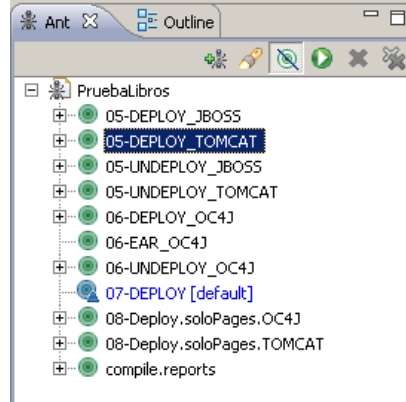 Ant Outline
PruebaLibros
05-DEPLOY_JBOSS
05-DEPLOY_TOMCAT
05-UNDEPLOY_JBOSS
05-UNDEPLOY_TOMCAT
06-DEPLOY_OC4J
06-EAR_OC4J
06-UNDEPLOY_OC4J
07-DEPLOY [default]
08-Deploy.soloPages.OC4J
08-Deploy.soloPages.TOMCAT
compile.reports